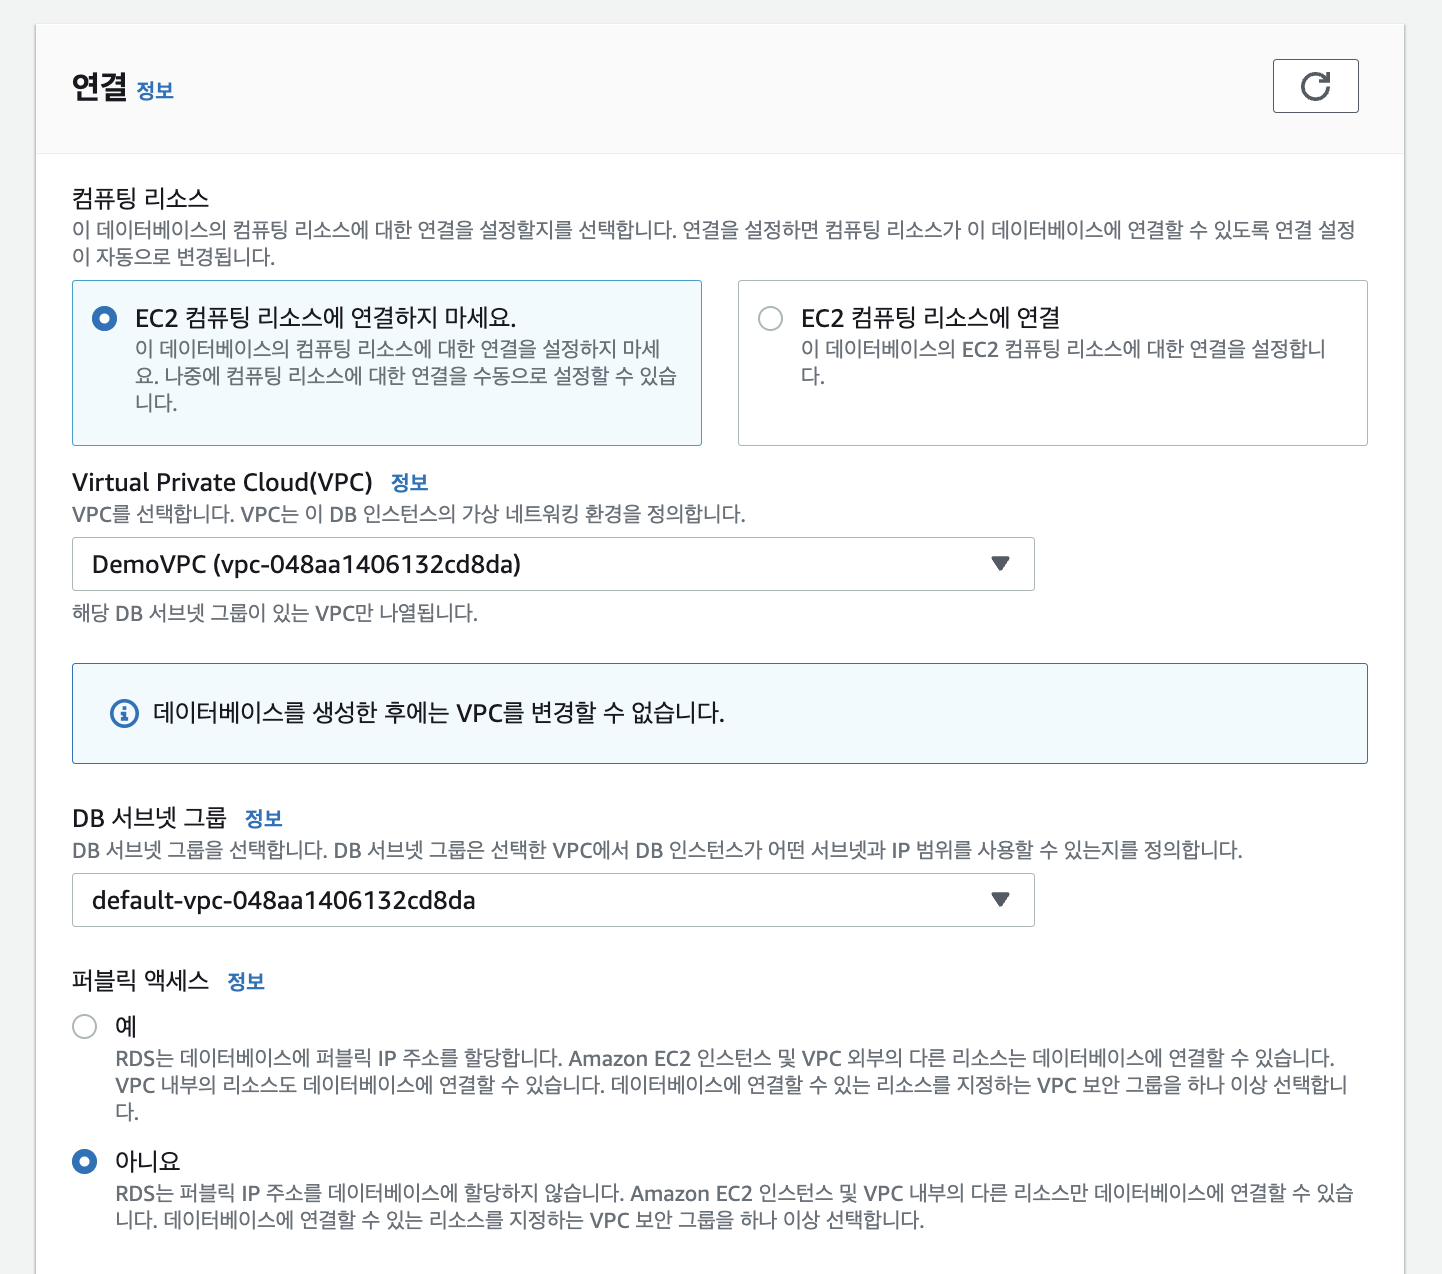 연결 정보
컴퓨팅 리소스
이 데이터베이스의 컴퓨팅 리소스에 대한 연결을 설정할지를 선택합니다. 연결을 설정하면 컴퓨팅 리소스가 이 데이터베이스에 연결할 수 있도록 연결 설정
이 자동으로 변경됩니다.
EC2 컴퓨팅 리소스에 연결하지 마세요.
이 데이터베이스의 컴퓨팅 리소스에 대한 연결을 설정하지 마세
요. 나중에 컴퓨팅 리소스에 대한 연결을 수동으로 설정할 수 있습
니다.
EC2 컴퓨팅 리소스에 연결
이 데이터베이스의 EC2 컴퓨팅 리소스에 대한 연결을 설정합니
다.
Virtual Private Cloud(VPC) 정보
VPC를 선택합니다. VPC는 이 DB 인스턴스의 가상 네트워킹 환경을 정의합니다.
DemoVPC (vpc-048aa1406132cd8da)
해당 DB 서브넷 그룹이 있는 VPC만 나열됩니다.
데이터베이스를 생성한 후에는 VPC를 변경할 수 없습니다.
DB 서브넷 그룹 정보
DB 서브넷 그룹을 선택합니다. DB 서브넷 그룹은 선택한 VPC에서 DB 인스턴스가 어떤 서브넷과 IP 범위를 사용할 수 있는지를 정의합니다.
default-vpc-048aa1406132cd8da
퍼블릭 액세스 정보
예
RDS는 데이터베이스에 퍼블릭 IP 주소를 할당합니다. Amazon EC2 인스턴스 및 VPC 외부의 다른 리소스는 데이터베이스에 연결할 수 있습니다.
VPC 내부의 리소스도 데이터베이스에 연결할 수 있습니다. 데이터베이스에 연결할 수 있는 리소스를 지정하는 VPC 보안 그룹을 하나 이상 선택합니
다.
아니요
RDS는 퍼블릭 IP 주소를 데이터베이스에 할당하지 않습니다. Amazon EC2 인스턴스 및 VPC 내부의 다른 리소스만 데이터베이스에 연결할 수 있습
니다. 데이터베이스에 연결할 수 있는 리소스를 지정하는 VPC 보안 그룹을 하나 이상 선택합니다.